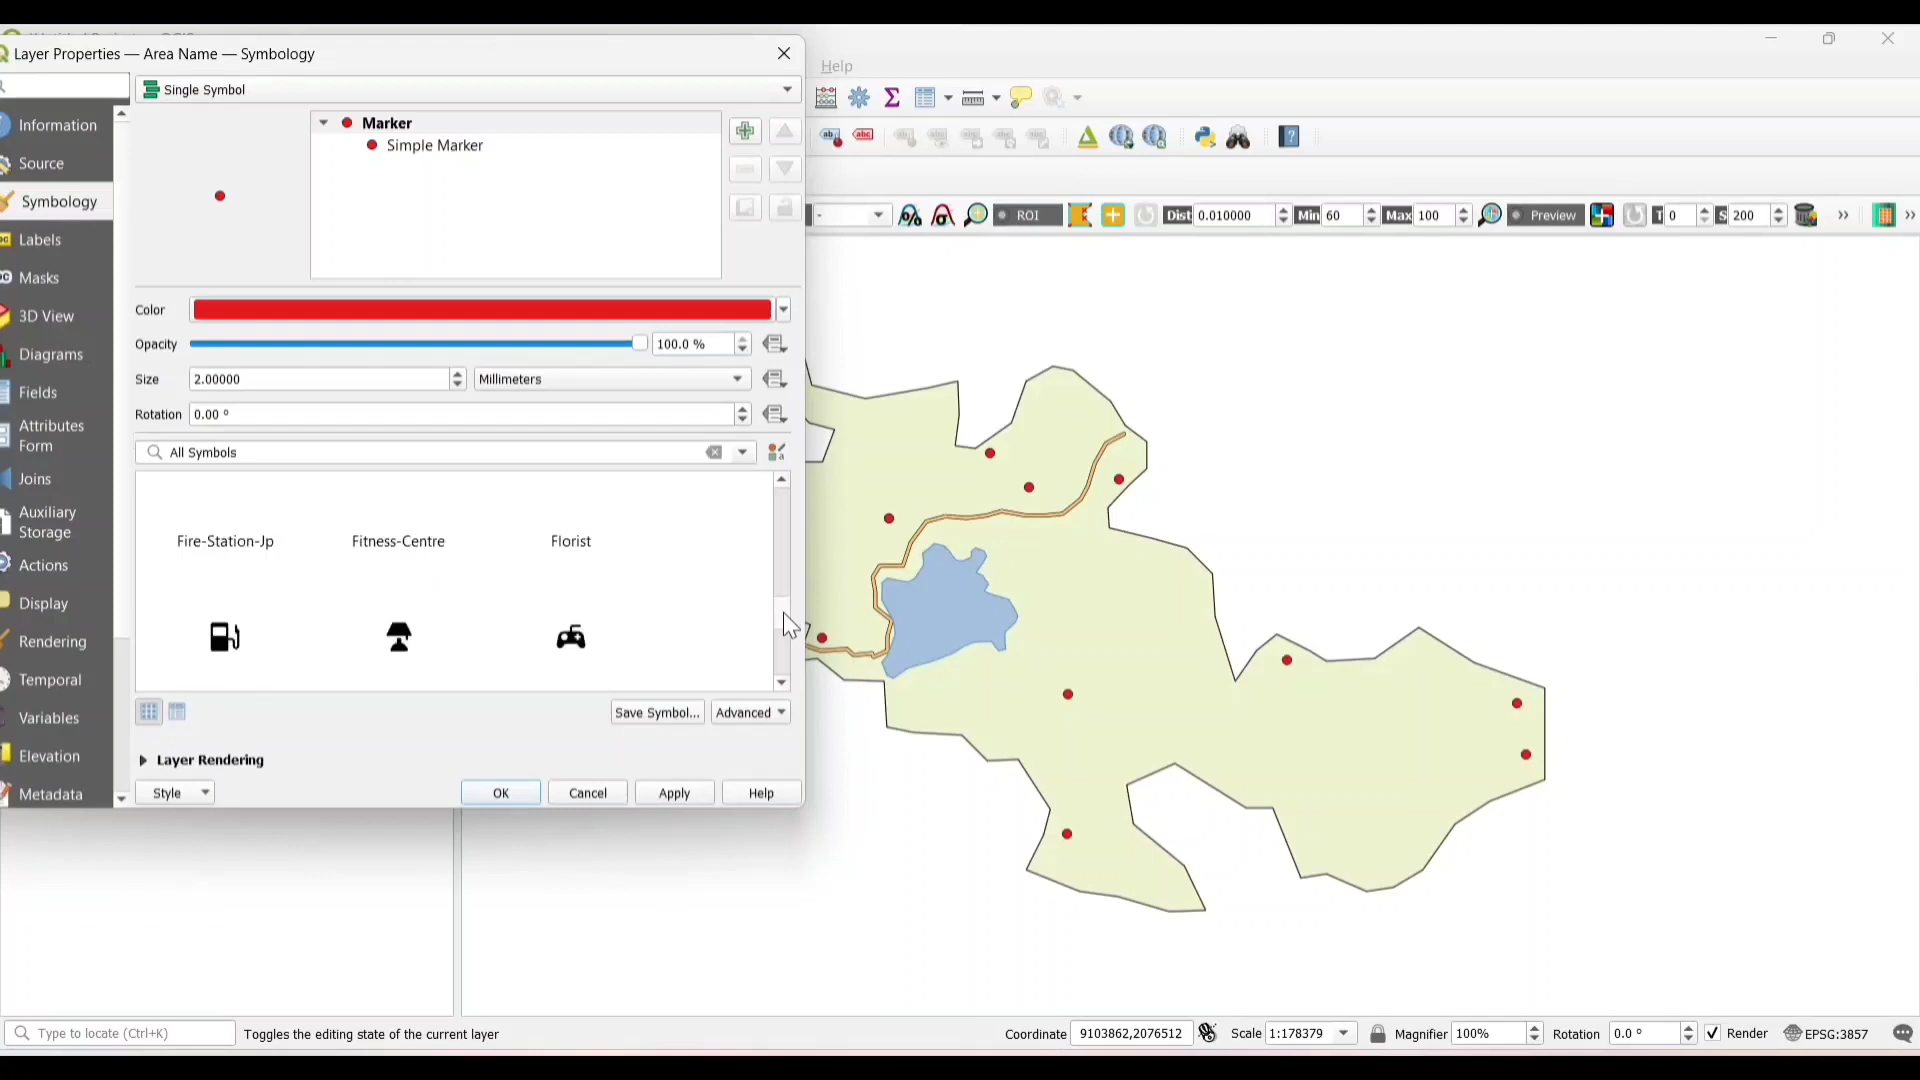 Layer Properties — Area Name — Symbology
Help
Single Symbol
Information
Source
Symbology
Labels
Masks
3D View
Diagrams
Fields
Attributes
Form
Joins
Auxiliary
Storage
Actions
Display
Rendering
Temporal
Variables
Elevation
Metadata
Marker
Simple Marker
Color
Opacity 100.0 %
Size 2.00000 Millimeters
Rotation 0.00 °
All Symbols
Fire-Station-Jp Fitness-Centre Florist
Save Symbol... Advanced
Layer Rendering
Style OK Cancel Apply Help
abc
- ROI Dist 0.010000 Min 60 Max 100 Preview T 0 S 200
Type to locate (Ctrl+K) Toggles the editing state of the current layer Coordinate 9103862,2076512 Scale 1:178379 Magnifier 100% Rotation 0.0 ° Render EPSG:3857